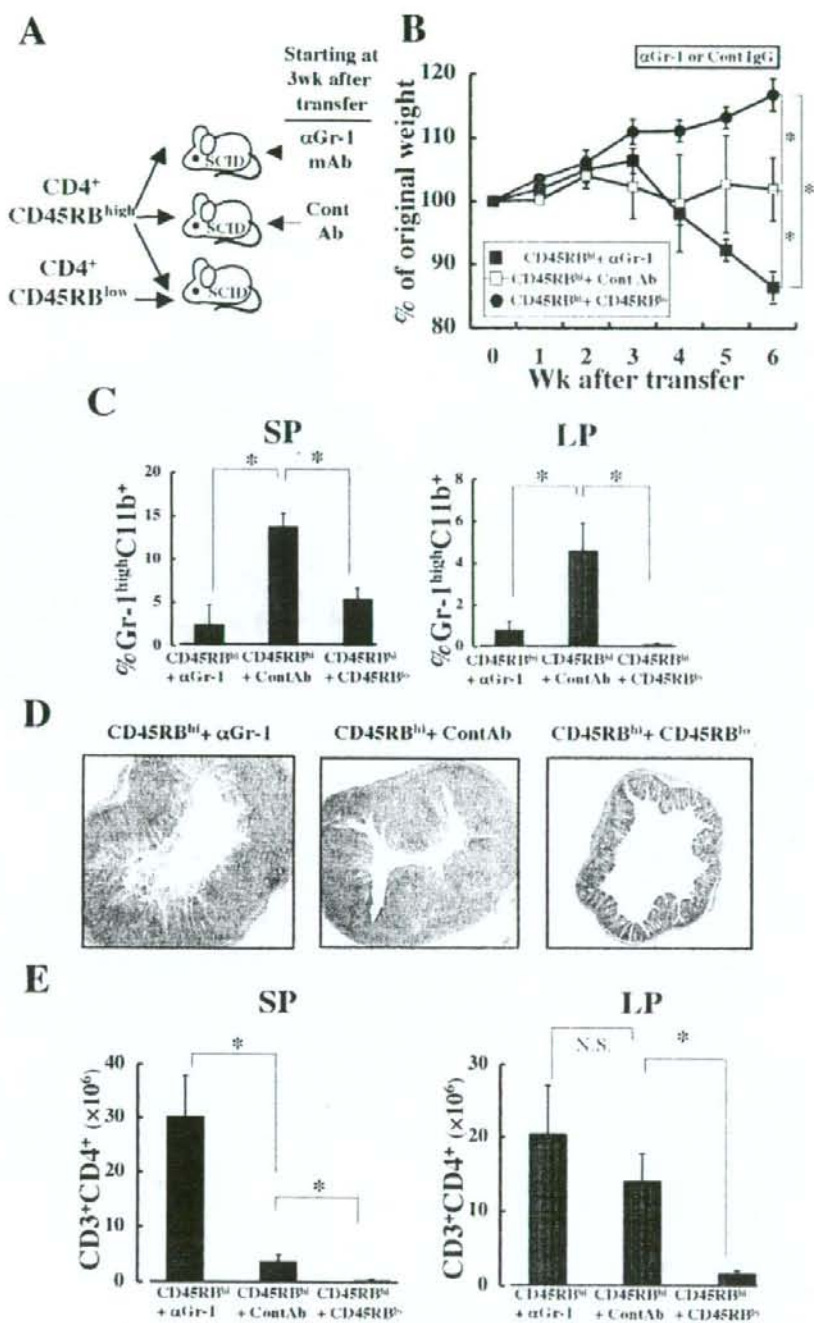 A
Starting at
3wk after
transfer
αGr-1
mAb
SCID
CD4⁺
CD45RBʰⁱᵍʰ
SCID
Cont
Ab
CD4⁺
CD45RBˡᵒʷ
SCID
B
αGr-1 or Cont IgG
% of original weight
120
110
100
90
80
*
*
*
CD45RBʰⁱ+ αGr-1
CD45RBʰⁱ+ Cont Ab
CD45RBʰⁱ+ CD45RBˡᵒ
0 1 2 3 4 5 6
Wk after transfer
C
SP
%Gr-1ʰⁱᵍʰC11b⁺
20
15
10
5
0
* *
CD45RBʰⁱ CD45RBʰⁱ CD45RBʰⁱ
+ αGr-1 + ContAb + CD45RBˡᵒ
LP
%Gr-1ʰⁱᵍʰC11b⁺
8
6
4
2
0
* *
CD45RBʰⁱ CD45RBʰⁱ CD45RBʰⁱ
+ αGr-1 + ContAb + CD45RBˡᵒ
D
CD45RBʰⁱ+ αGr-1
CD45RBʰⁱ+ ContAb
CD45RBʰⁱ+ CD45RBˡᵒ
E
SP
CD3⁺CD4⁺ (×10⁶)
40
30
20
10
0
*
*
CD45RBʰⁱ CD45RBʰⁱ CD45RBʰⁱ
+ αGr-1 + ContAb + CD45RBˡᵒ
LP
CD3⁺CD4⁺ (×10⁶)
30
20
10
0
N.S.
*
CD45RBʰⁱ CD45RBʰⁱ CD45RBʰⁱ
+ αGr-1 + ContAb + CD45RBˡᵒ